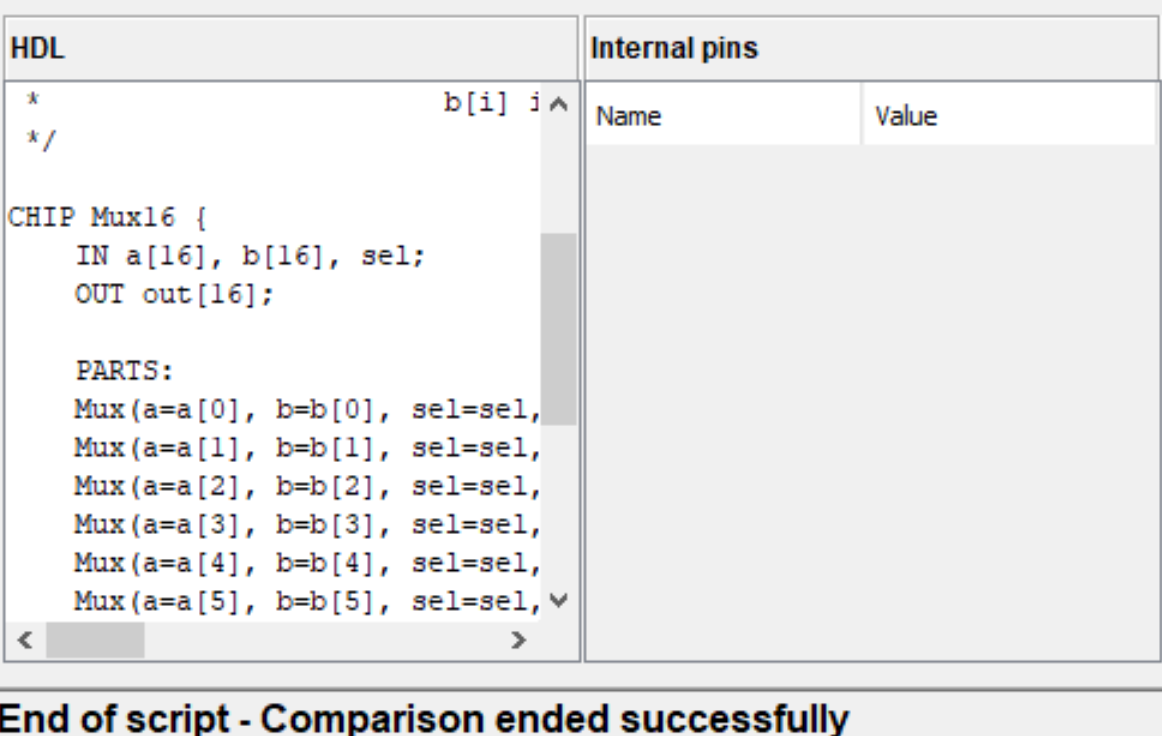 HDL
Internal pins
* b[i] i
*/
Name Value
CHIP Mux16 {
IN a[16], b[16], sel;
OUT out[16];
PARTS:
Mux(a=a[0], b=b[0], sel=sel,
Mux(a=a[1], b=b[1], sel=sel,
Mux(a=a[2], b=b[2], sel=sel,
Mux(a=a[3], b=b[3], sel=sel,
Mux(a=a[4], b=b[4], sel=sel,
Mux(a=a[5], b=b[5], sel=sel,
End of script - Comparison ended successfully